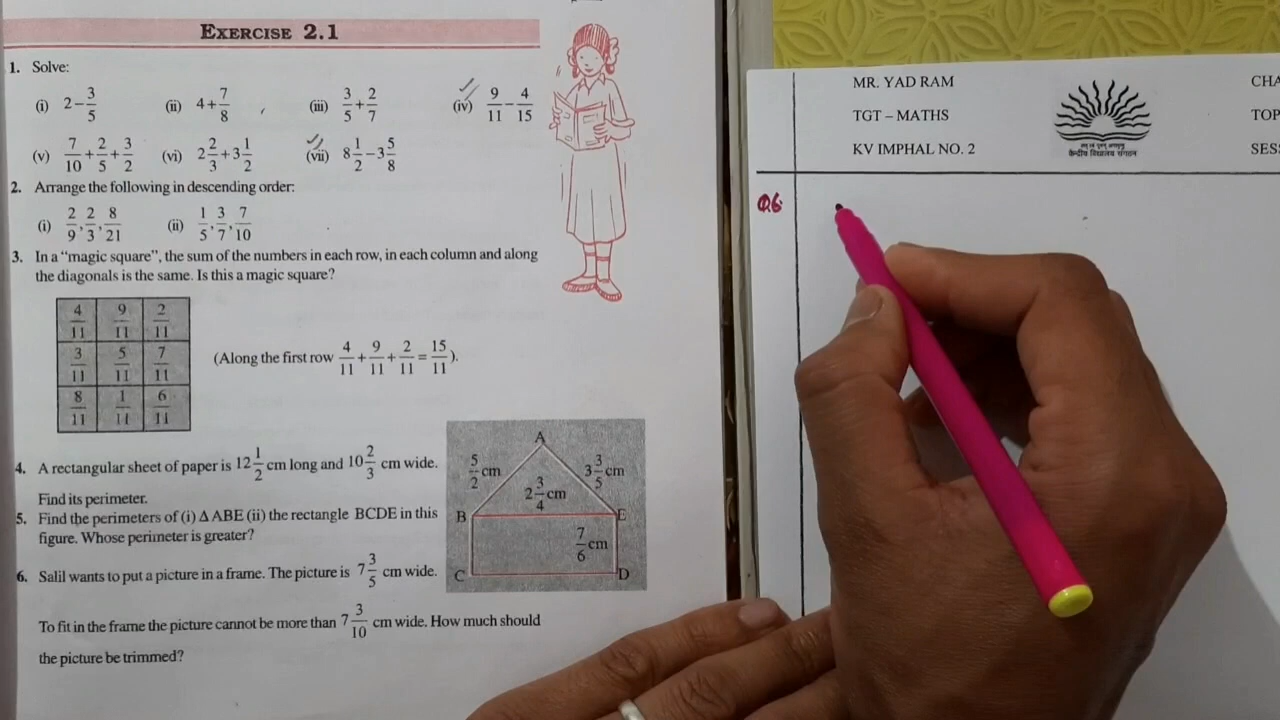 EXERCISE 2.1
1. Solve:
(i) 2-3/5 (ii) 4+7/8 (iii) 3/5+2/7 (iv) 9/11-4/15
(v) 7/10+2/5+3/2 (vi) 2 2/3+3 1/2 (vii) 8 1/2-3 5/8
2. Arrange the following in descending order:
(i) 2/9, 2/3, 8/21 (ii) 1/5, 3/7, 7/10
3. In a “magic square”, the sum of the numbers in each row, in each column and along
the diagonals is the same. Is this a magic square?
4/11 9/11 2/11
3/11 5/11 7/11
8/11 1/11 6/11
(Along the first row 4/11+9/11+2/11=15/11).
4. A rectangular sheet of paper is 12 1/2 cm long and 10 2/3 cm wide.
Find its perimeter.
5. Find the perimeters of (i) Δ ABE (ii) the rectangle BCDE in this
figure. Whose perimeter is greater?
6. Salil wants to put a picture in a frame. The picture is 7 3/5 cm wide.
To fit in the frame the picture cannot be more than 7 3/10 cm wide. How much should
the picture be trimmed?
A
5/2 cm 3 3/5 cm
2 3/4 cm
B E
7/6 cm
C D
MR. YAD RAM
TGT – MATHS
KV IMPHAL NO. 2
केन्द्रीय विद्यालय संगठन
CHA
TOP
SES
Q.6.